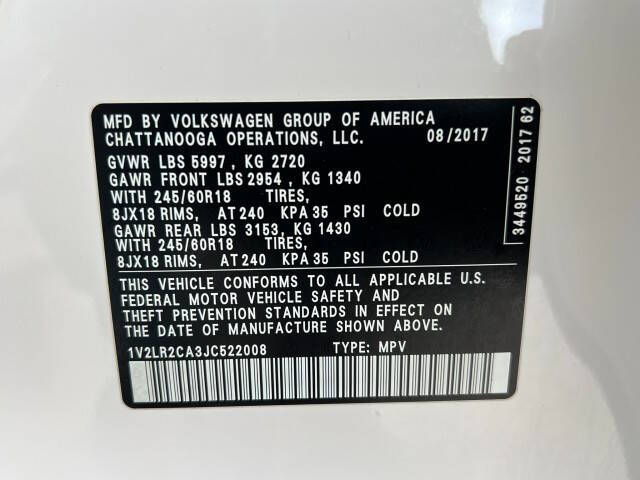 MFD BY VOLKSWAGEN GROUP OF AMERICA
CHATTANOOGA OPERATIONS, LLC. 08/2017
GVWR LBS 5997 , KG 2720
GAWR FRONT LBS 2954 , KG 1340
WITH 245/60R18 TIRES,
8JX18 RIMS, AT 240 KPA 35 PSI COLD
GAWR REAR LBS 3153, KG 1430
WITH 245/60R18 TIRES,
8JX18 RIMS, AT 240 KPA 35 PSI COLD
THIS VEHICLE CONFORMS TO ALL APPLICABLE U.S.
FEDERAL MOTOR VEHICLE SAFETY AND
THEFT PREVENTION STANDARDS IN EFFECT ON
THE DATE OF MANUFACTURE SHOWN ABOVE.
1V2LR2CA3JC522008 TYPE: MPV
3449520 2017 62